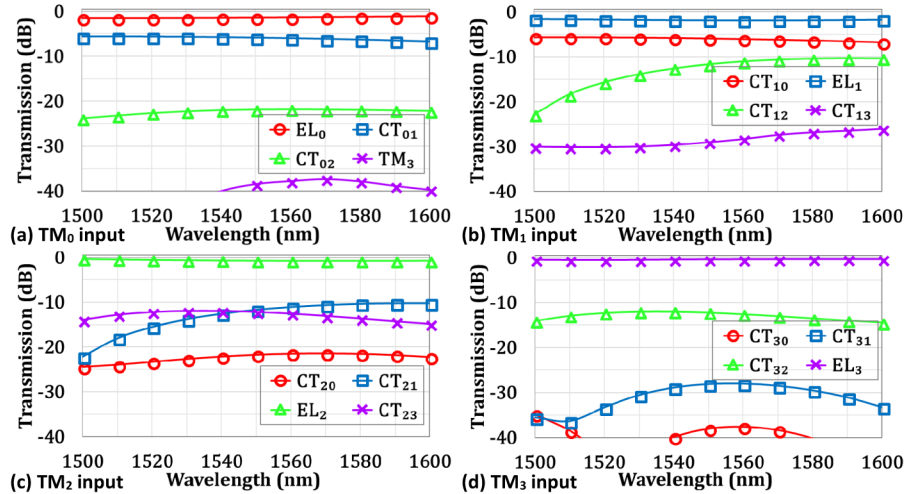 0
-10
-20
-30
-40
Transmission (dB)
EL₀ CT₀₁
CT₀₂ TM₃
1500 1520 1540 1560 1580 1600
(a) TM₀ input Wavelength (nm)
0
-10
-20
-30
-40
Transmission (dB)
CT₁₀ EL₁
CT₁₂ CT₁₃
1500 1520 1540 1560 1580 1600
(b) TM₁ input Wavelength (nm)
0
-10
-20
-30
-40
Transmission (dB)
CT₂₀ CT₂₁
EL₂ CT₂₃
1500 1520 1540 1560 1580 1600
(c) TM₂ input Wavelength (nm)
0
-10
-20
-30
-40
Transmission (dB)
CT₃₀ CT₃₁
CT₃₂ EL₃
1500 1520 1540 1560 1580 1600
(d) TM₃ input Wavelength (nm)